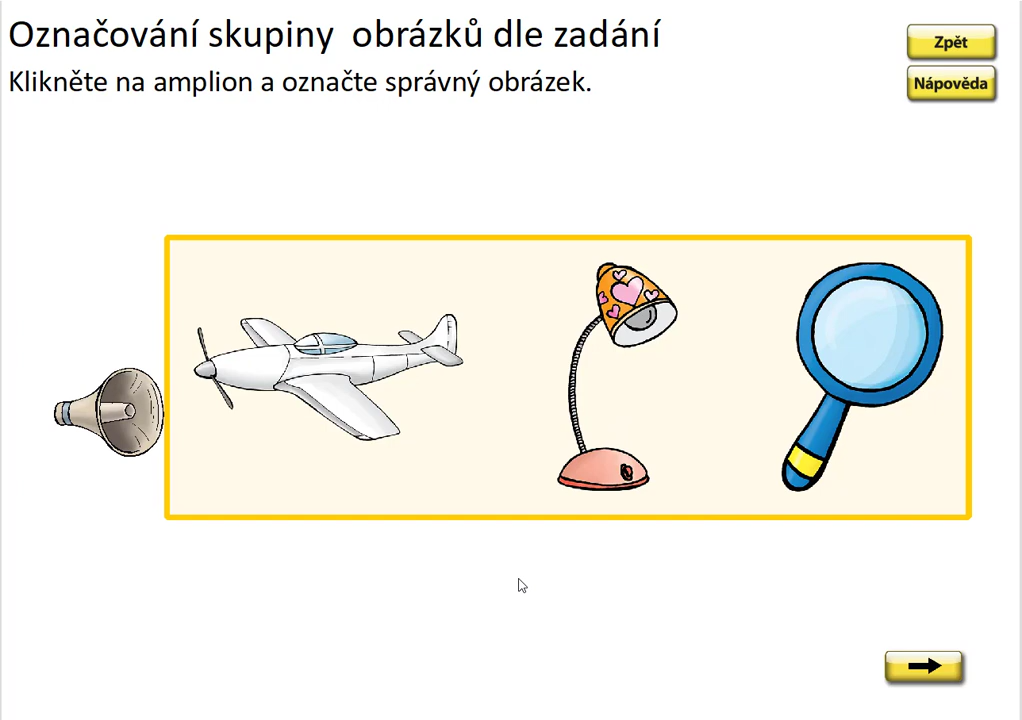 Označování skupiny  obrázků dle zadání
Klikněte na amplion a označte správný obrázek.
Zpět
Nápověda